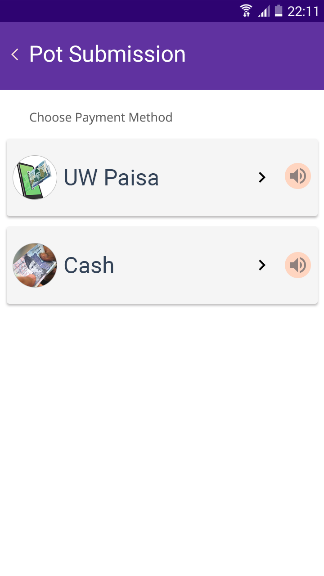 22:11
Pot Submission
Choose Payment Method
UW Paisa
Cash